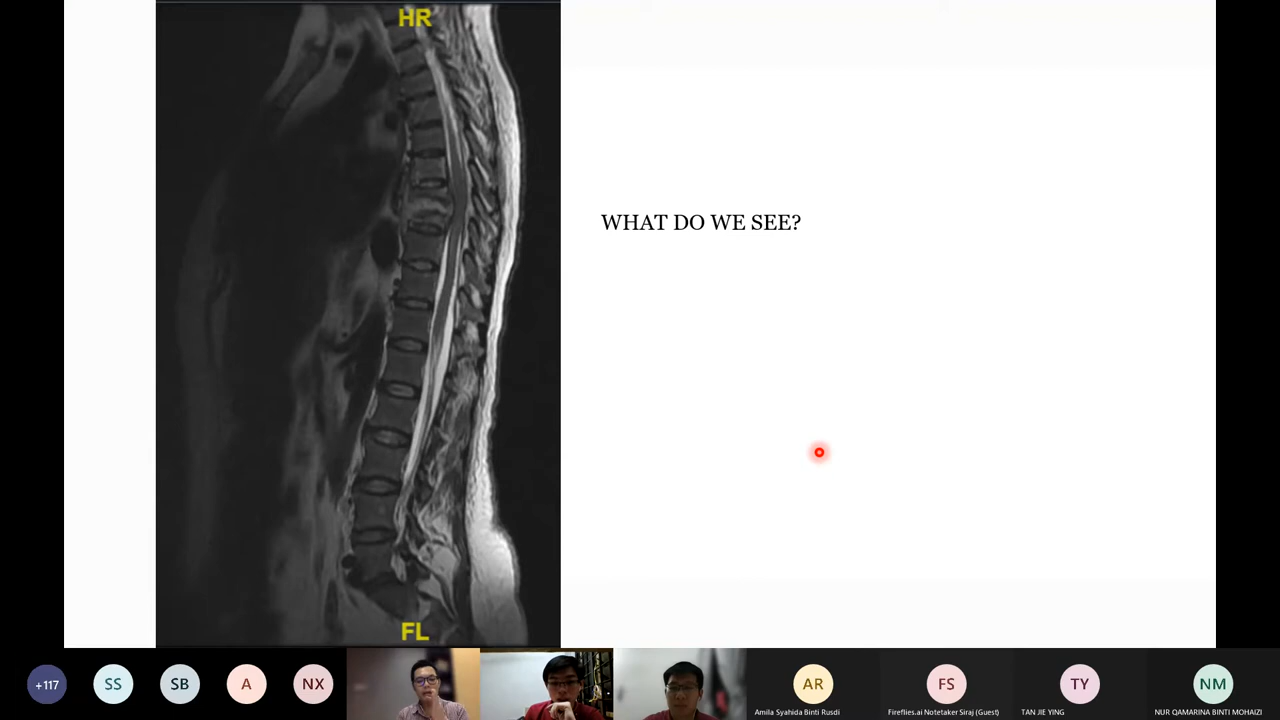 HR
WHAT DO WE SEE?
FL
+117
SS
SB
A
NX
AR
FS
TY
NM
Amila Syahida Binti Rusdi
Fireflies.ai Notetaker Siraj (Guest)
TAN JIE YING
NUR QAMARINA BINTI MOHAIZI